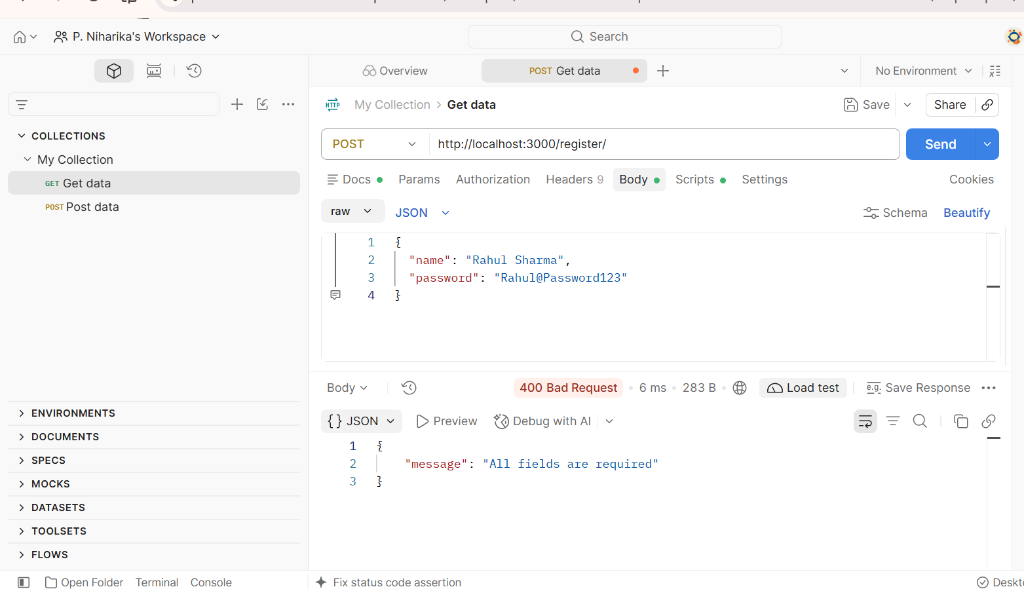 P. Niharika's Workspace
Search
Overview
POST Get data
No Environment
HTTP My Collection > Get data
Save
Share
COLLECTIONS
My Collection
GET Get data
POST Post data
POST
http://localhost:3000/register/
Send
Docs
Params
Authorization
Headers 9
Body
Scripts
Settings
Cookies
raw
JSON
Schema
Beautify
1 {
2 "name": "Rahul Sharma",
3 "password": "Rahul@Password123"
4 }
Body
400 Bad Request
6 ms
283 B
Load test
e.g. Save Response
{} JSON
Preview
Debug with AI
1 {
2 "message": "All fields are required"
3 }
ENVIRONMENTS
DOCUMENTS
SPECS
MOCKS
DATASETS
TOOLSETS
FLOWS
Open Folder
Terminal
Console
Fix status code assertion
Deskto